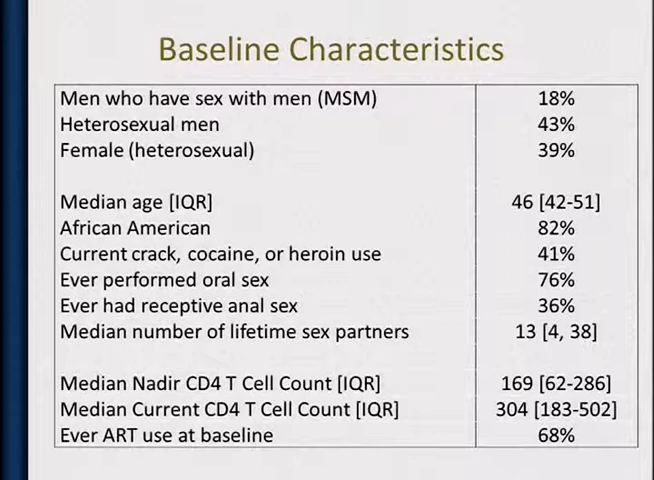 Baseline Characteristics
Men who have sex with men (MSM) 18%
Heterosexual men 43%
Female (heterosexual) 39%
Median age [IQR] 46 [42-51]
African American 82%
Current crack, cocaine, or heroin use 41%
Ever performed oral sex 76%
Ever had receptive anal sex 36%
Median number of lifetime sex partners 13 [4, 38]
Median Nadir CD4 T Cell Count [IQR] 169 [62-286]
Median Current CD4 T Cell Count [IQR] 304 [183-502]
Ever ART use at baseline 68%